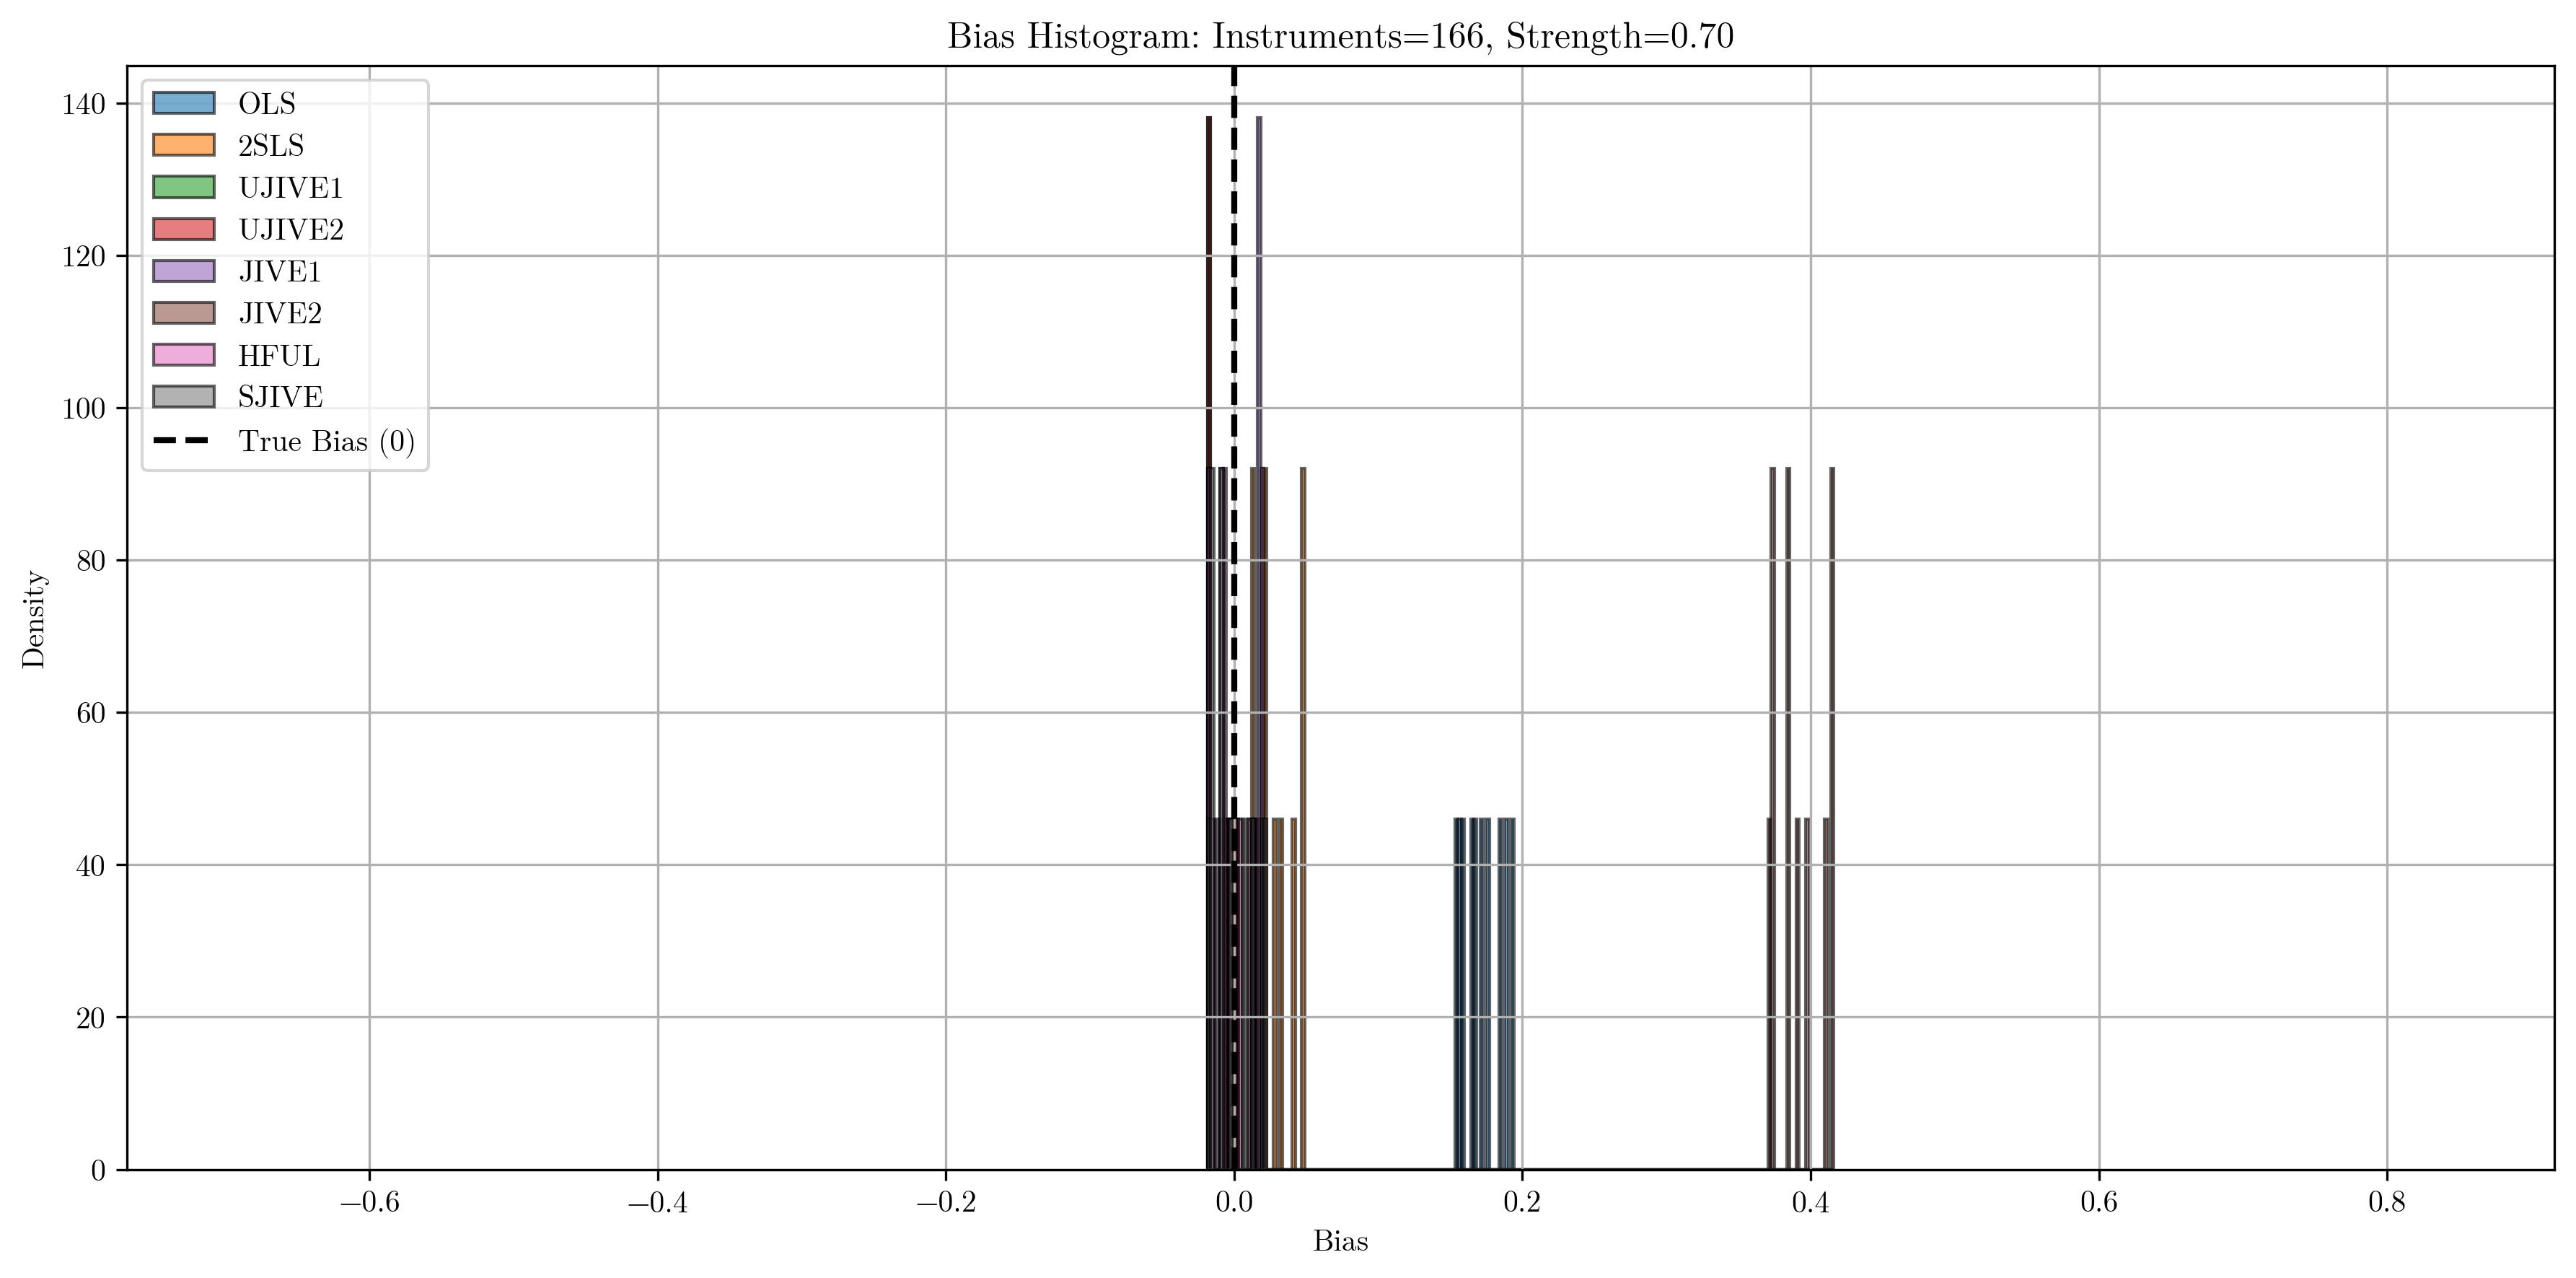 Bias Histogram: Instruments=166, Strength=0.70
OLS
2SLS
UJIVE1
UJIVE2
JIVE1
JIVE2
HFUL
SJIVE
True Bias (0)
140
120
100
80
60
40
20
0
Density
−0.6 −0.4 −0.2 0.0 0.2 0.4 0.6 0.8
Bias